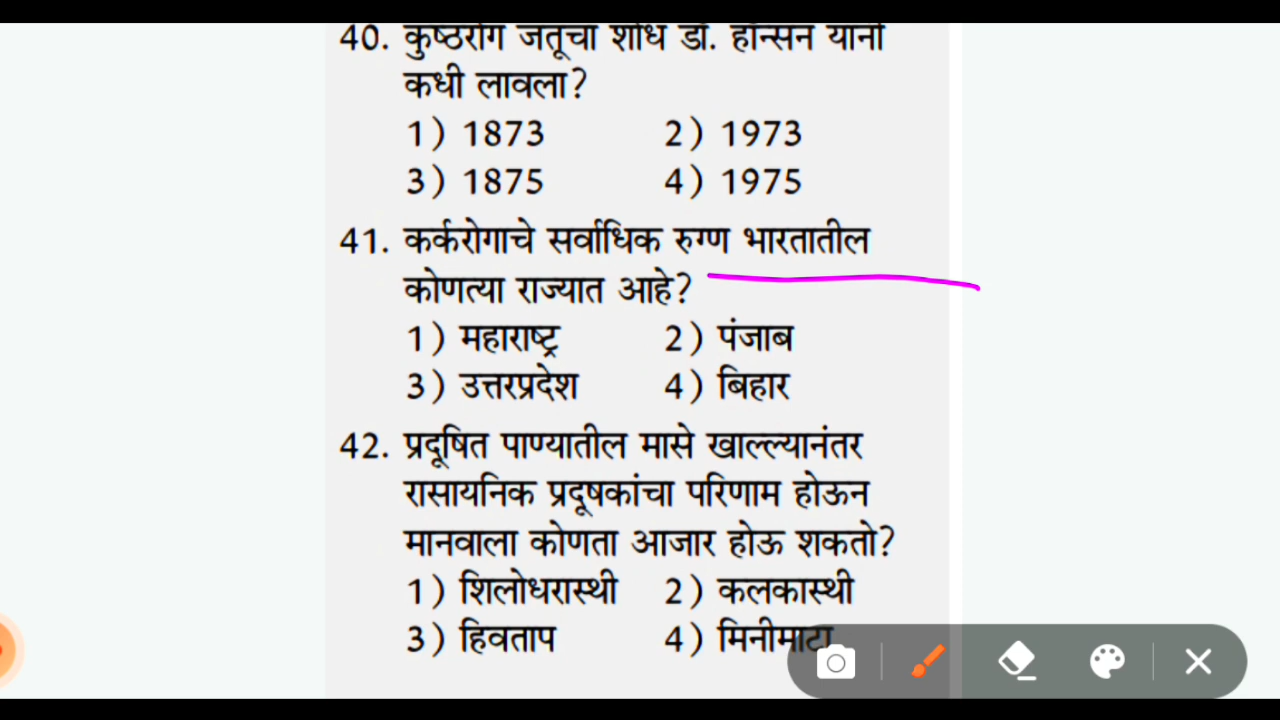 40. कुष्ठरोग जंतूचा शोध डॉ. हॅान्सन यांनी
कधी लावला?
1) 1873 2) 1973
3) 1875 4) 1975
41. कर्करोगाचे सर्वाधिक रुग्ण भारतातील
कोणत्या राज्यात आहे?
1) महाराष्ट्र 2) पंजाब
3) उत्तरप्रदेश 4) बिहार
42. प्रदूषित पाण्यातील मासे खाल्ल्यानंतर
रासायनिक प्रदूषकांचा परिणाम होऊन
मानवाला कोणता आजार होऊ शकतो?
1) शिलोधरास्थी 2) कलकास्थी
3) हिवताप 4) मिनीमाटा